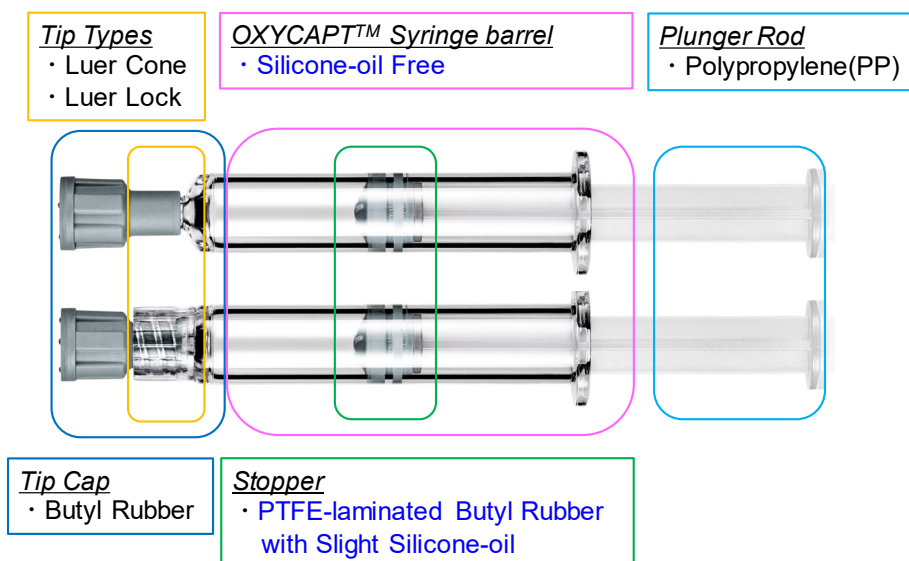 Tip Types
・Luer Cone
・Luer Lock
OXYCAPT™ Syringe barrel
・Silicone-oil Free
Plunger Rod
・Polypropylene(PP)
Tip Cap
・Butyl Rubber
Stopper
・PTFE-laminated Butyl Rubber
with Slight Silicone-oil